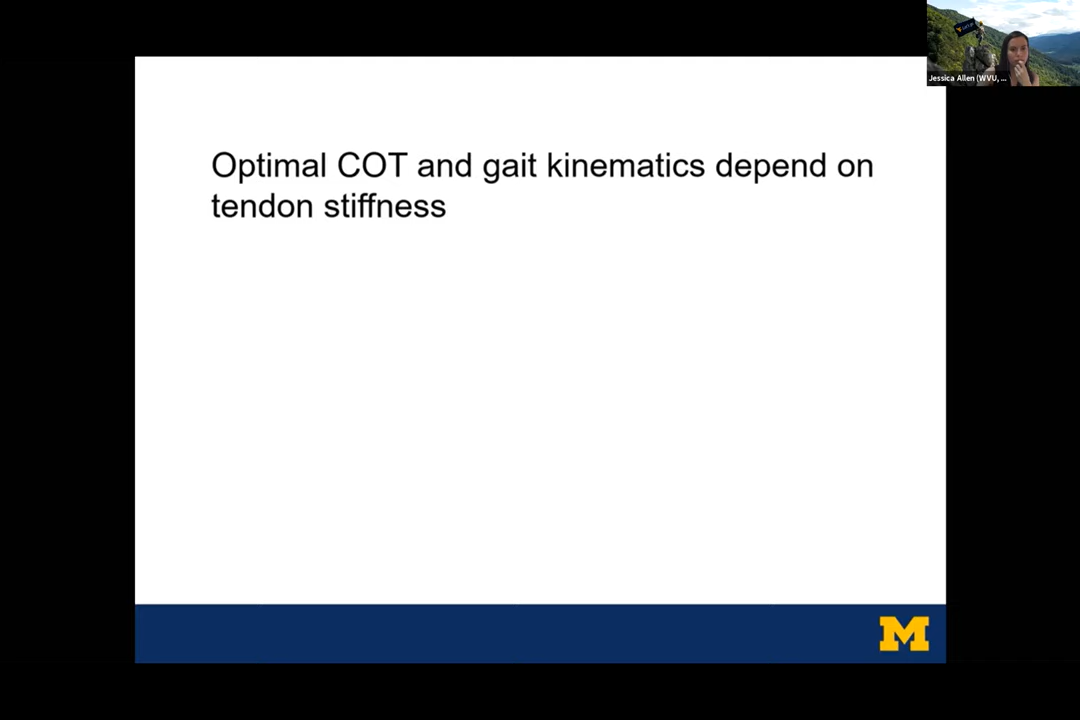 Jessica Allen (WVU, ...
Optimal COT and gait kinematics depend on
tendon stiffness
M